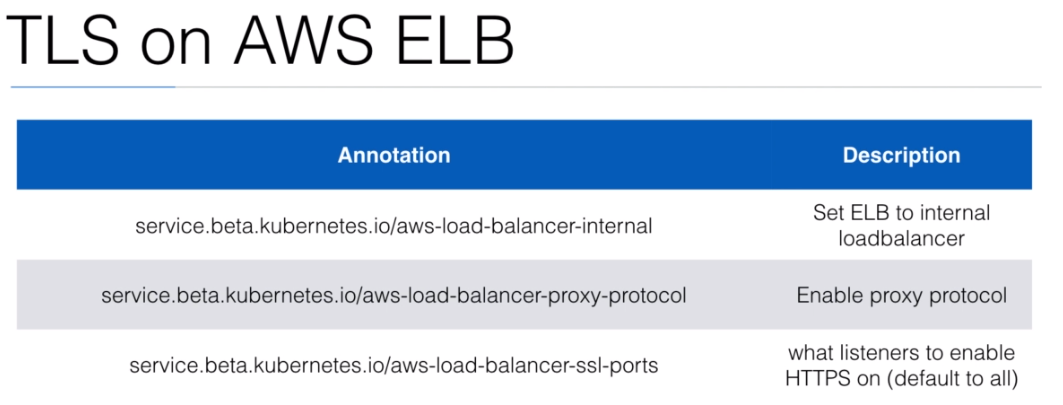 TLS on AWS ELB
Annotation Description
service.beta.kubernetes.io/aws-load-balancer-internal Set ELB to internal
loadbalancer
service.beta.kubernetes.io/aws-load-balancer-proxy-protocol Enable proxy protocol
service.beta.kubernetes.io/aws-load-balancer-ssl-ports what listeners to enable
HTTPS on (default to all)